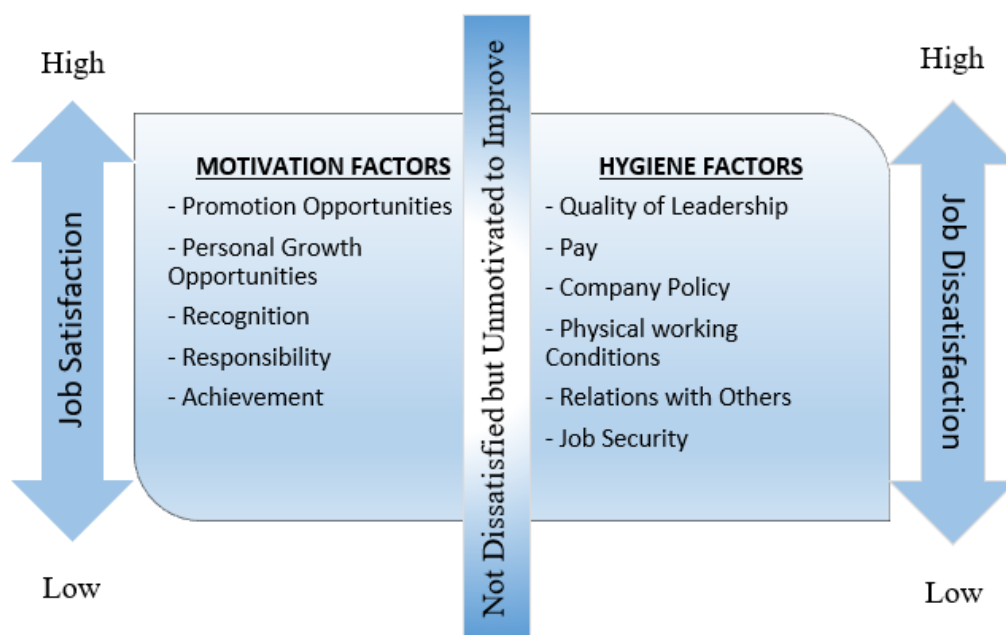 High
Job Satisfaction
Low
MOTIVATION FACTORS
- Promotion Opportunities
- Personal Growth
Opportunities
- Recognition
- Responsibility
- Achievement
Not Dissatisfied but Unmotivated to Improve
HYGIENE FACTORS
- Quality of Leadership
- Pay
- Company Policy
- Physical working
Conditions
- Relations with Others
- Job Security
High
Job Dissatisfaction
Low